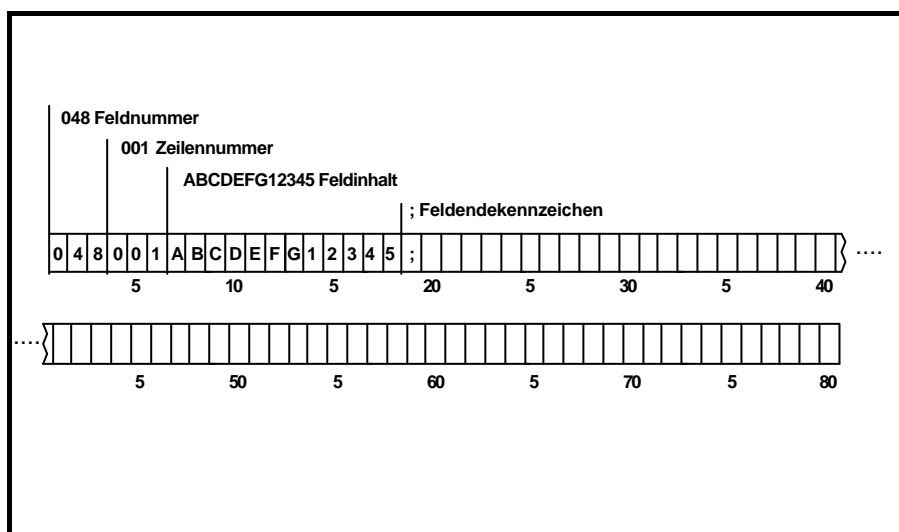 048 Feldnummer
001 Zeilennummer
ABCDEFG12345 Feldinhalt
; Feldendekennzeichen
0 4 8 0 0 1 A B C D E F G 1 2 3 4 5 ; ....
5 10 5 20 5 30 5 40
....
5 50 5 60 5 70 5 80